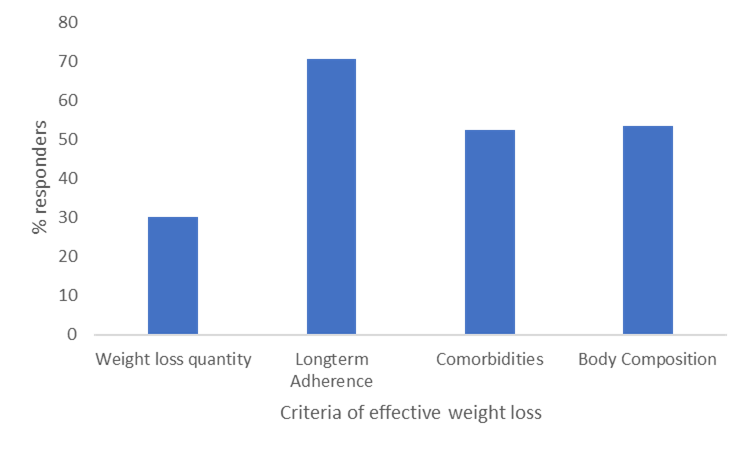 80
70
60
50
40
30
20
10
0
% responders
Weight loss quantity
Longterm
Adherence
Comorbidities
Body Composition
Criteria of effective weight loss